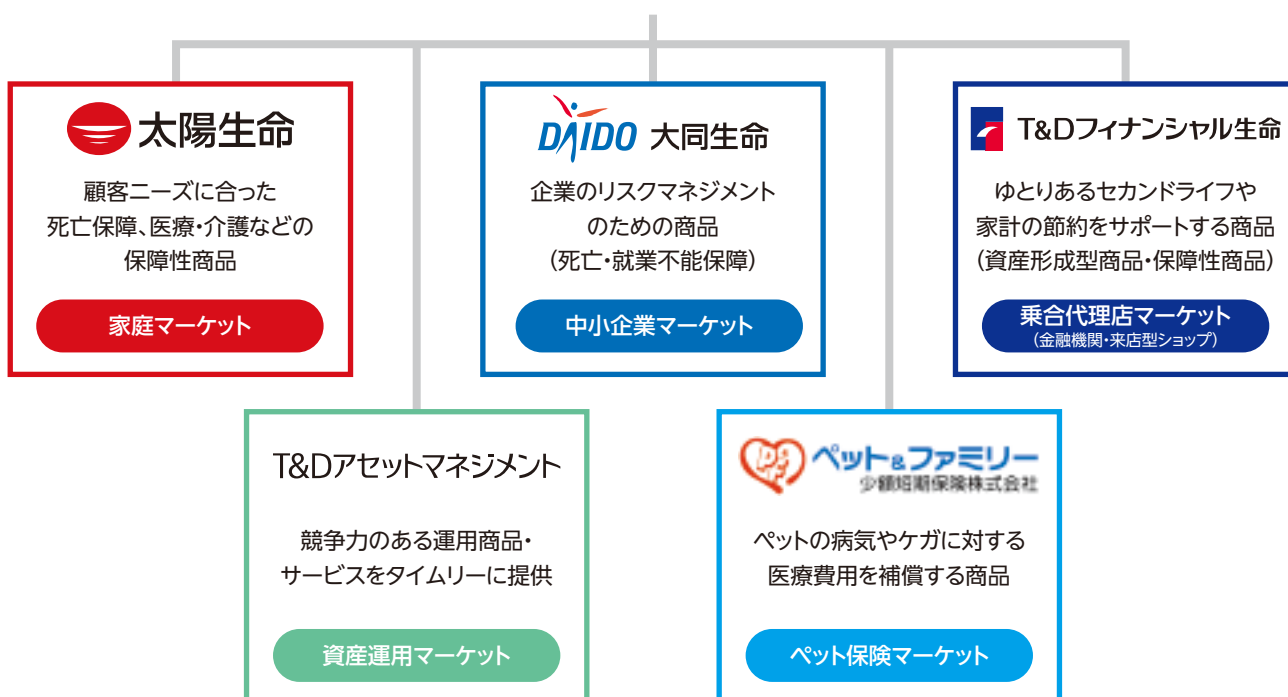 太陽生命
顧客ニーズに合った
死亡保障、医療・介護などの
保障性商品
家庭マーケット
DAIDO 大同生命
企業のリスクマネジメント
のための商品
(死亡・就業不能保障)
中小企業マーケット
T&Dフィナンシャル生命
ゆとりあるセカンドライフや
家計の節約をサポートする商品
(資産形成型商品・保障性商品)
乗合代理店マーケット
(金融機関・来店型ショップ)
T&Dアセットマネジメント
競争力のある運用商品・
サービスをタイムリーに提供
資産運用マーケット
ペット&ファミリー
少額短期保険株式会社
ペットの病気やケガに対する
医療費用を補償する商品
ペット保険マーケット